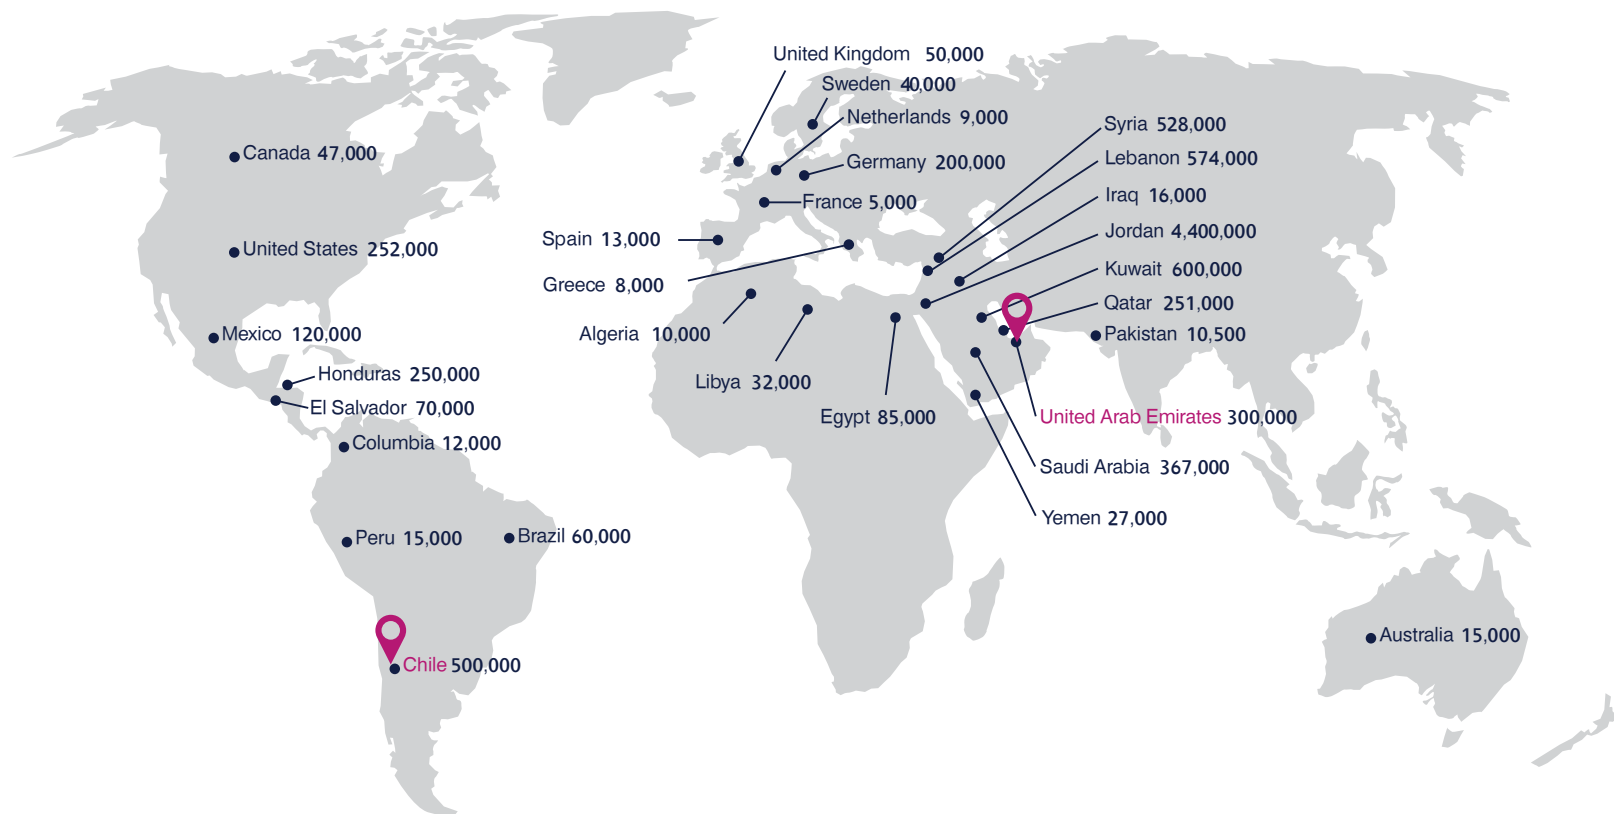 United Kingdom 50,000
Sweden 40,000
Netherlands 9,000
Germany 200,000
France 5,000
Spain 13,000
Greece 8,000
Algeria 10,000
Libya 32,000
Egypt 85,000
Canada 47,000
United States 252,000
Mexico 120,000
Honduras 250,000
El Salvador 70,000
Columbia 12,000
Peru 15,000
Brazil 60,000
Chile 500,000
Syria 528,000
Lebanon 574,000
Iraq 16,000
Jordan 4,400,000
Kuwait 600,000
Qatar 251,000
Pakistan 10,500
United Arab Emirates 300,000
Saudi Arabia 367,000
Yemen 27,000
Australia 15,000